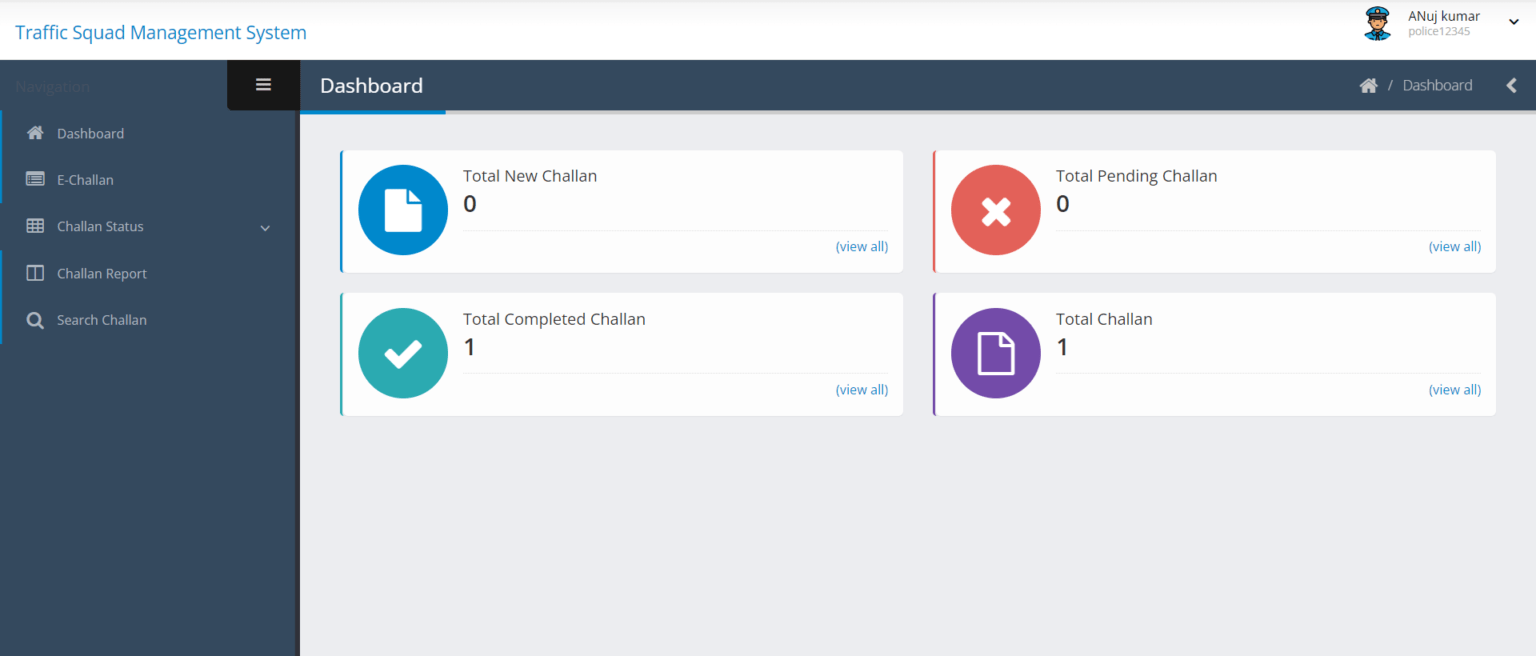 Traffic Squad Management System
ANuj kumar
police12345
Navigation
Dashboard
/ Dashboard
Dashboard
E-Challan
Challan Status
Challan Report
Search Challan
Total New Challan
0
(view all)
Total Pending Challan
0
(view all)
Total Completed Challan
1
(view all)
Total Challan
1
(view all)